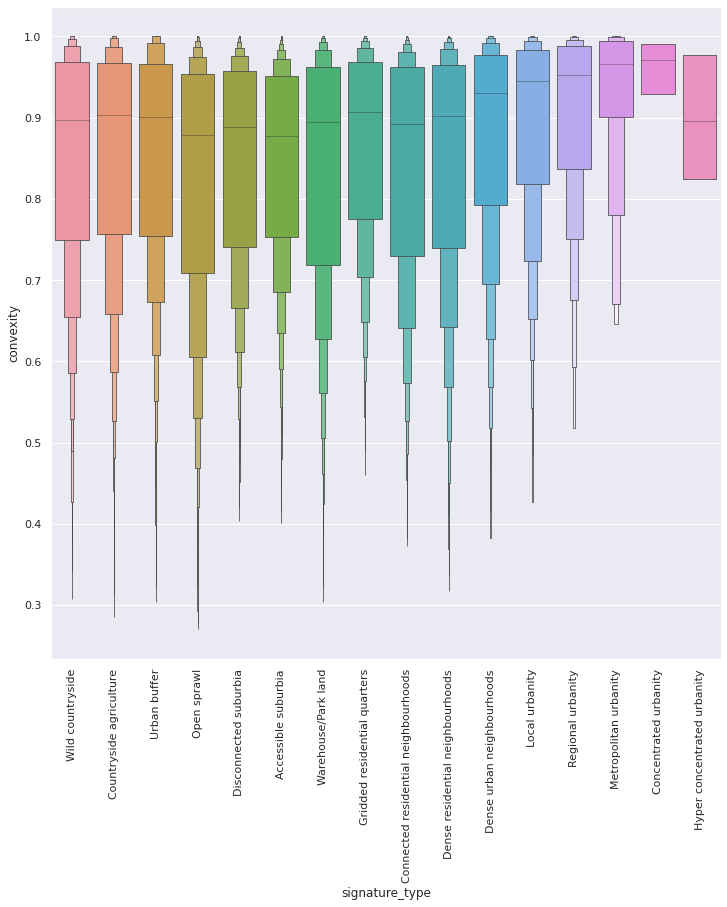 1.0
0.9
0.8
0.7
0.6
0.5
0.4
0.3
convexity
Wild countryside
Countryside agriculture
Urban buffer
Open sprawl
Disconnected suburbia
Accessible suburbia
Warehouse/Park land
Gridded residential quarters
Connected residential neighbourhoods
Dense residential neighbourhoods
Dense urban neighbourhoods
Local urbanity
Regional urbanity
Metropolitan urbanity
Concentrated urbanity
Hyper concentrated urbanity
signature_type